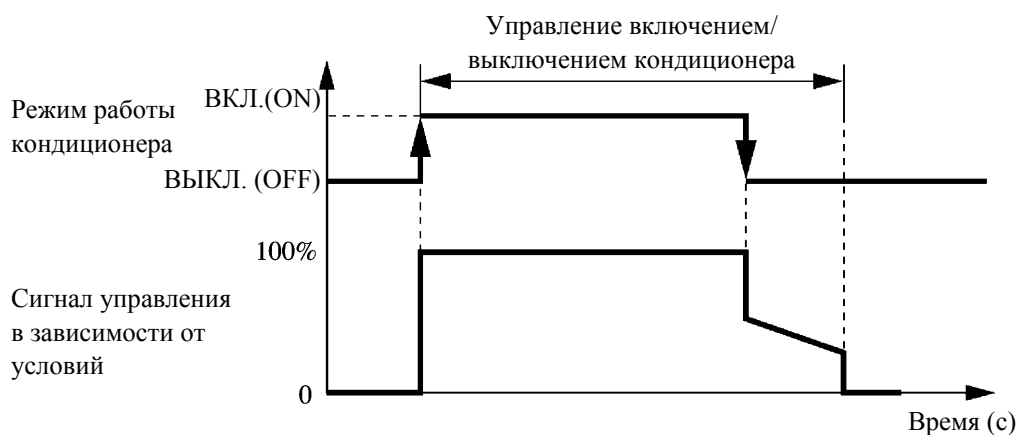 Управление включением/
выключением кондиционера
Режим работы
кондиционера
ВКЛ.(ON)
ВЫКЛ. (OFF)
100%
Сигнал управления
в зависимости от
условий
0
Время (с)